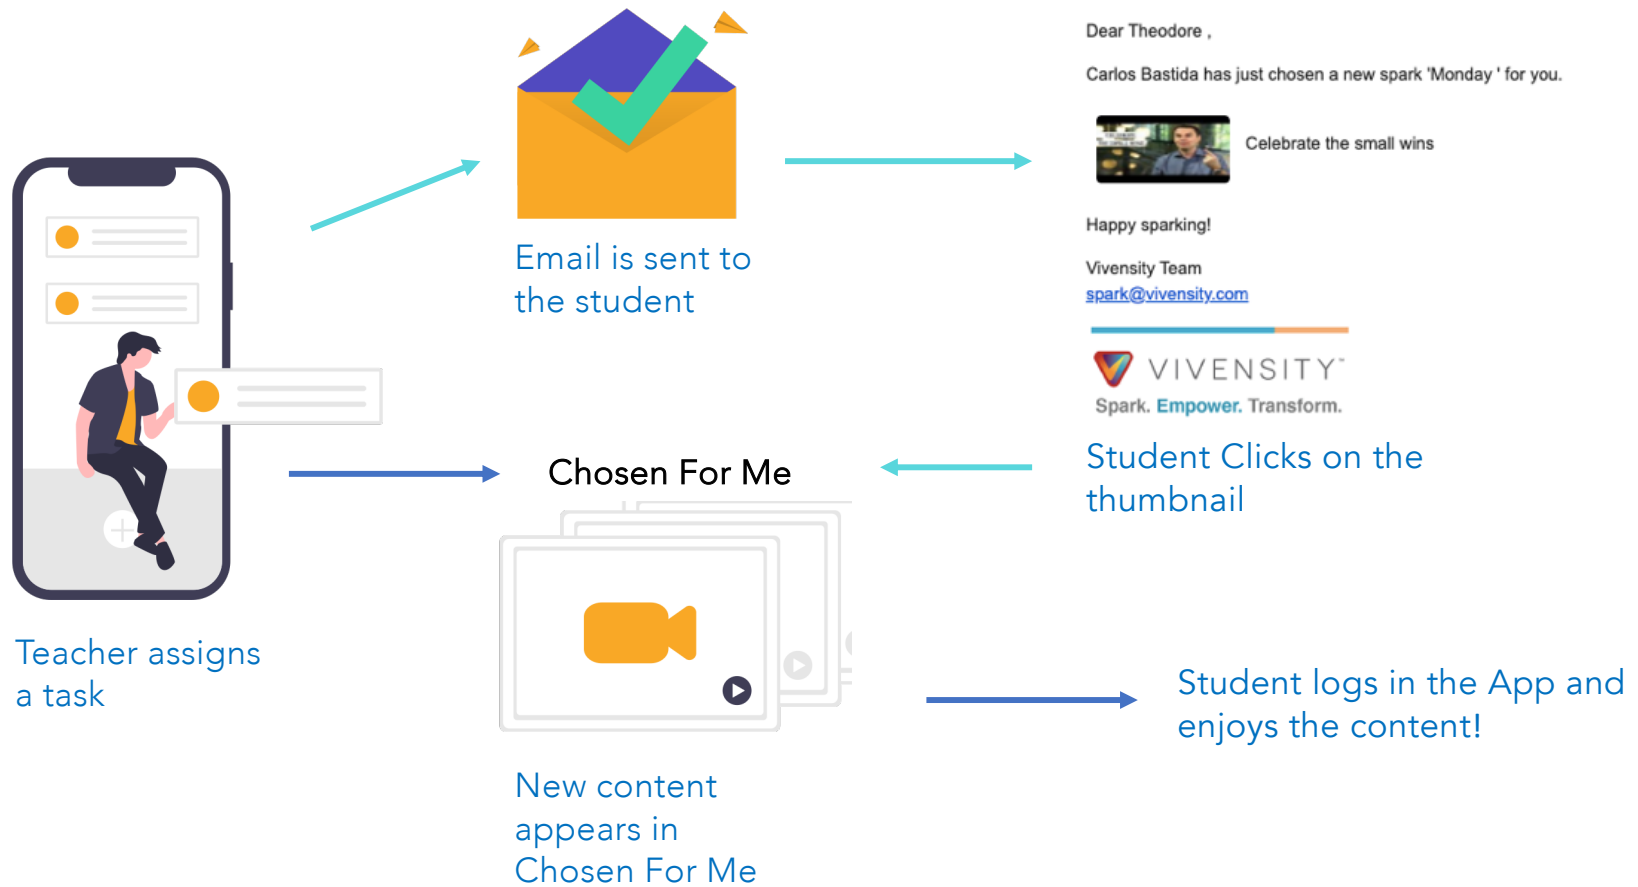 Dear Theodore ,
Carlos Bastida has just chosen a new spark 'Monday ' for you.
Celebrate the small wins
Happy sparking!
Vivensity Team
spark@vivensity.com
VIVENSITY™
Spark. Empower. Transform.
Email is sent to
the student
Student Clicks on the
thumbnail
Chosen For Me
Teacher assigns
a task
Student logs in the App and
enjoys the content!
New content
appears in
Chosen For Me